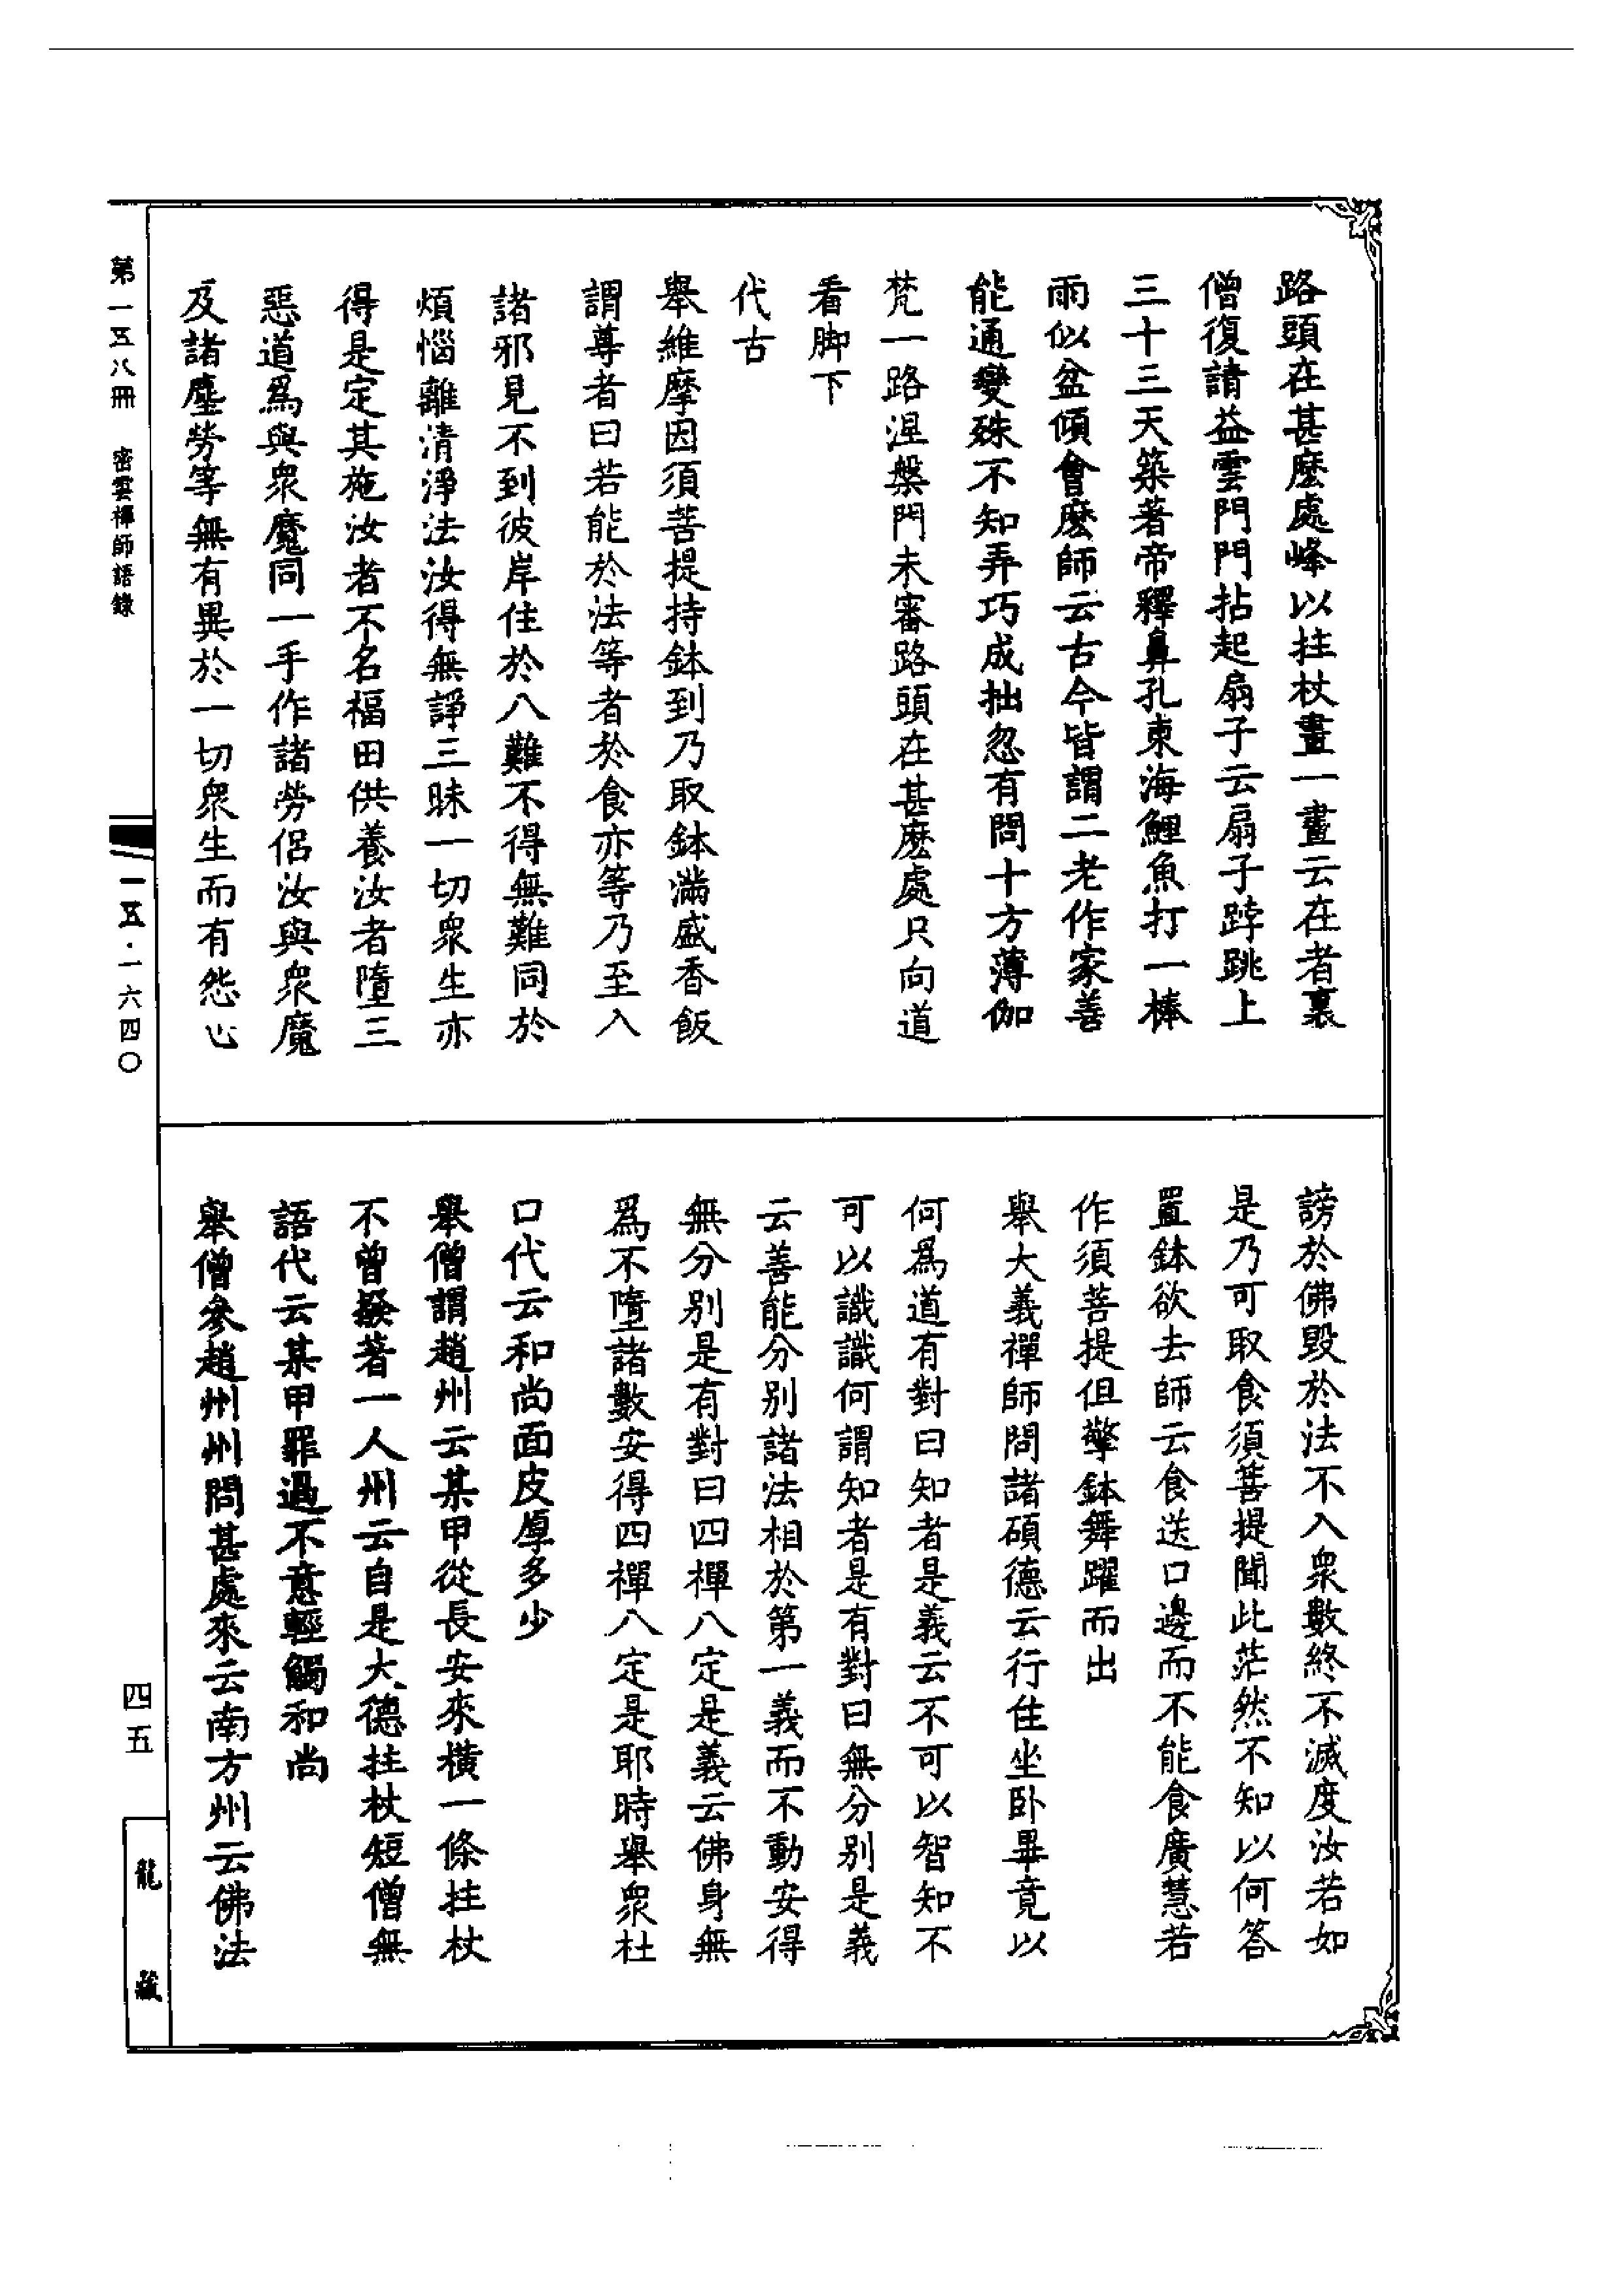 路頭在甚麽處峰以拄杖畫一畫云在者裏
僧復請益雲門門拈起扇子云扇子𨁝跳上
三十三天築著帝釋鼻孔東海鯉魚打一棒
雨似盆傾會麽師云古今皆謂二老作家善
能通變殊不知弄巧成拙忽有問十方薄伽
梵一路涅槃門未審路頭在甚麽處只向道
看脚下
代古
舉維摩因須菩提持鉢到乃取鉢滿盛香飯
謂尊者曰若能於法等者於食亦等乃至入
諸邪見不到彼岸住於八難不得無難同於
煩惱離清淨法汝得無諍三昧一切眾生亦
得是定其施汝者不名福田供養汝者墮三
惡道爲與眾魔同一手作諸勞侶汝與眾魔
及諸塵勞等無有異於一切眾生而有怨心
謗於佛毀於法不入眾數終不滅度汝若如
是乃可取食須菩提聞此茫然不知以何答
置鉢欲去師云食送口邊而不能食廣慧若
作須菩提但擎鉢舞躍而出
舉大義禪師問諸碩德云行住坐卧畢竟以
何爲道有對曰知者是義云不可以智知不
可以識識何謂知者是有對曰無分別是義
云善能分別諸法相於第一義而不動安得
無分別是有對曰四禪八定是義云佛身無
爲不墮諸數安得四禪八定是耶時舉眾杜
口代云和尚面皮厚多少
舉僧謂趙州云某甲從長安來橫一條拄杖
不曾撥著一人州云自是大德拄杖短僧無
語代云某甲罪過不意輕觸和尚
舉僧參趙州州問甚處來云南方州云佛法
第一五八冊　密雲禪師語錄
一五·一六四〇
四五
龍藏